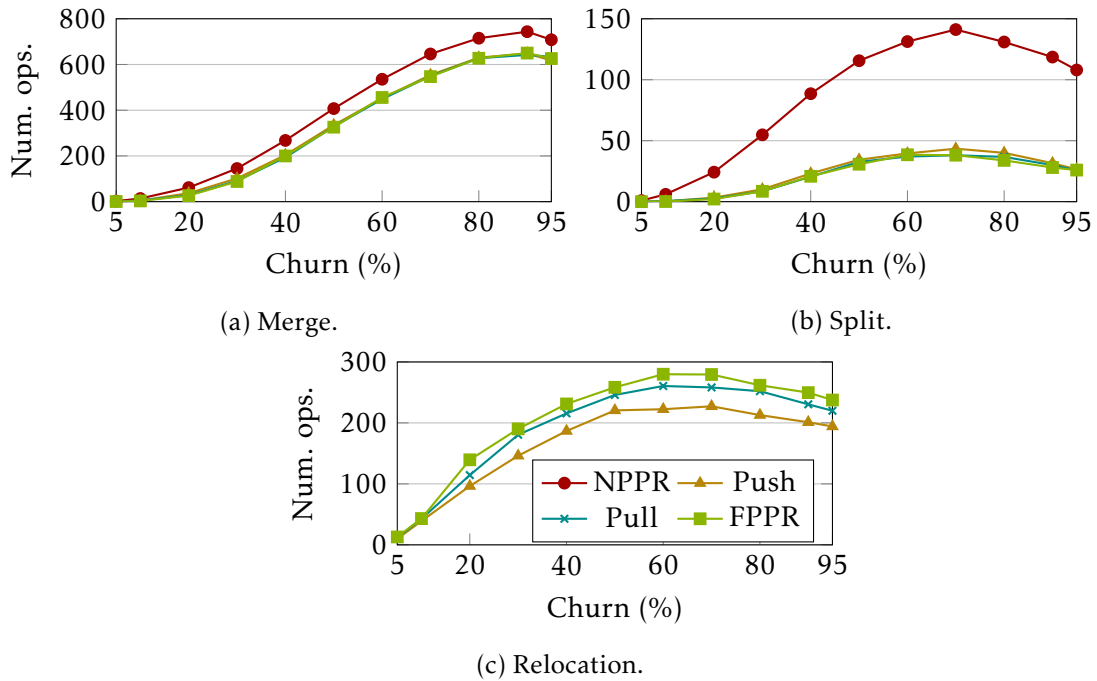 800
600
400
200
0
Num. ops.
5 20 40 60 80 95
Churn (%)
(a) Merge.
150
100
50
0
5 20 40 60 80 95
Churn (%)
(b) Split.
300
200
100
0
Num. ops.
NPPR Push
Pull FPPR
5 20 40 60 80 95
Churn (%)
(c) Relocation.